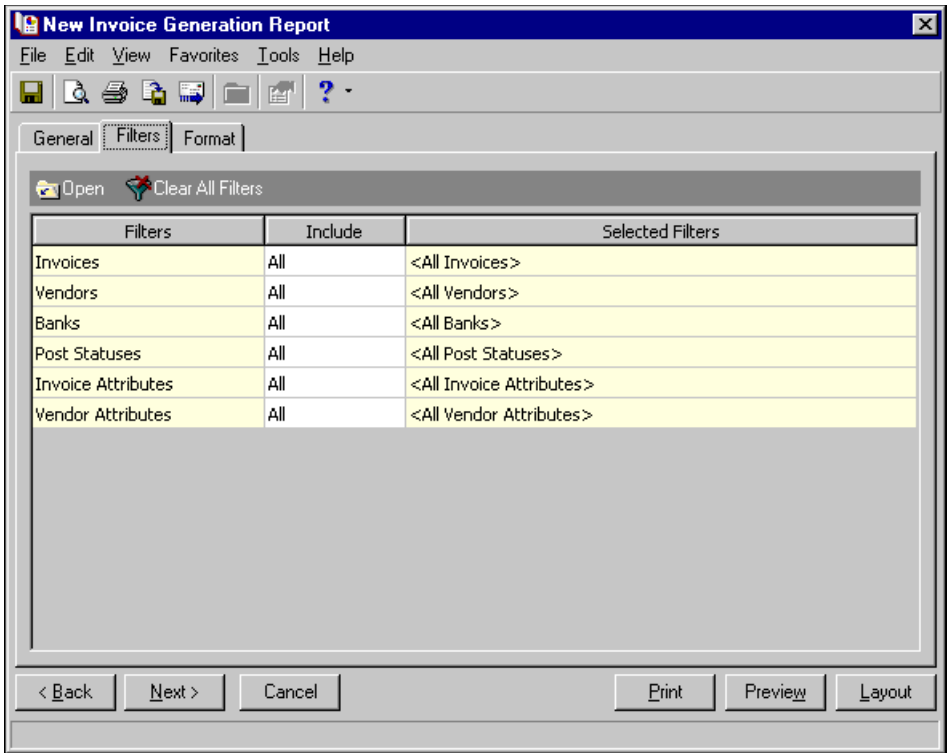 New Invoice Generation Report
File Edit View Favorites Tools Help
General Filters Format
Open Clear All Filters
Filters Include Selected Filters
Invoices All <All Invoices>
Vendors All <All Vendors>
Banks All <All Banks>
Post Statuses All <All Post Statuses>
Invoice Attributes All <All Invoice Attributes>
Vendor Attributes All <All Vendor Attributes>
< Back Next > Cancel Print Preview Layout